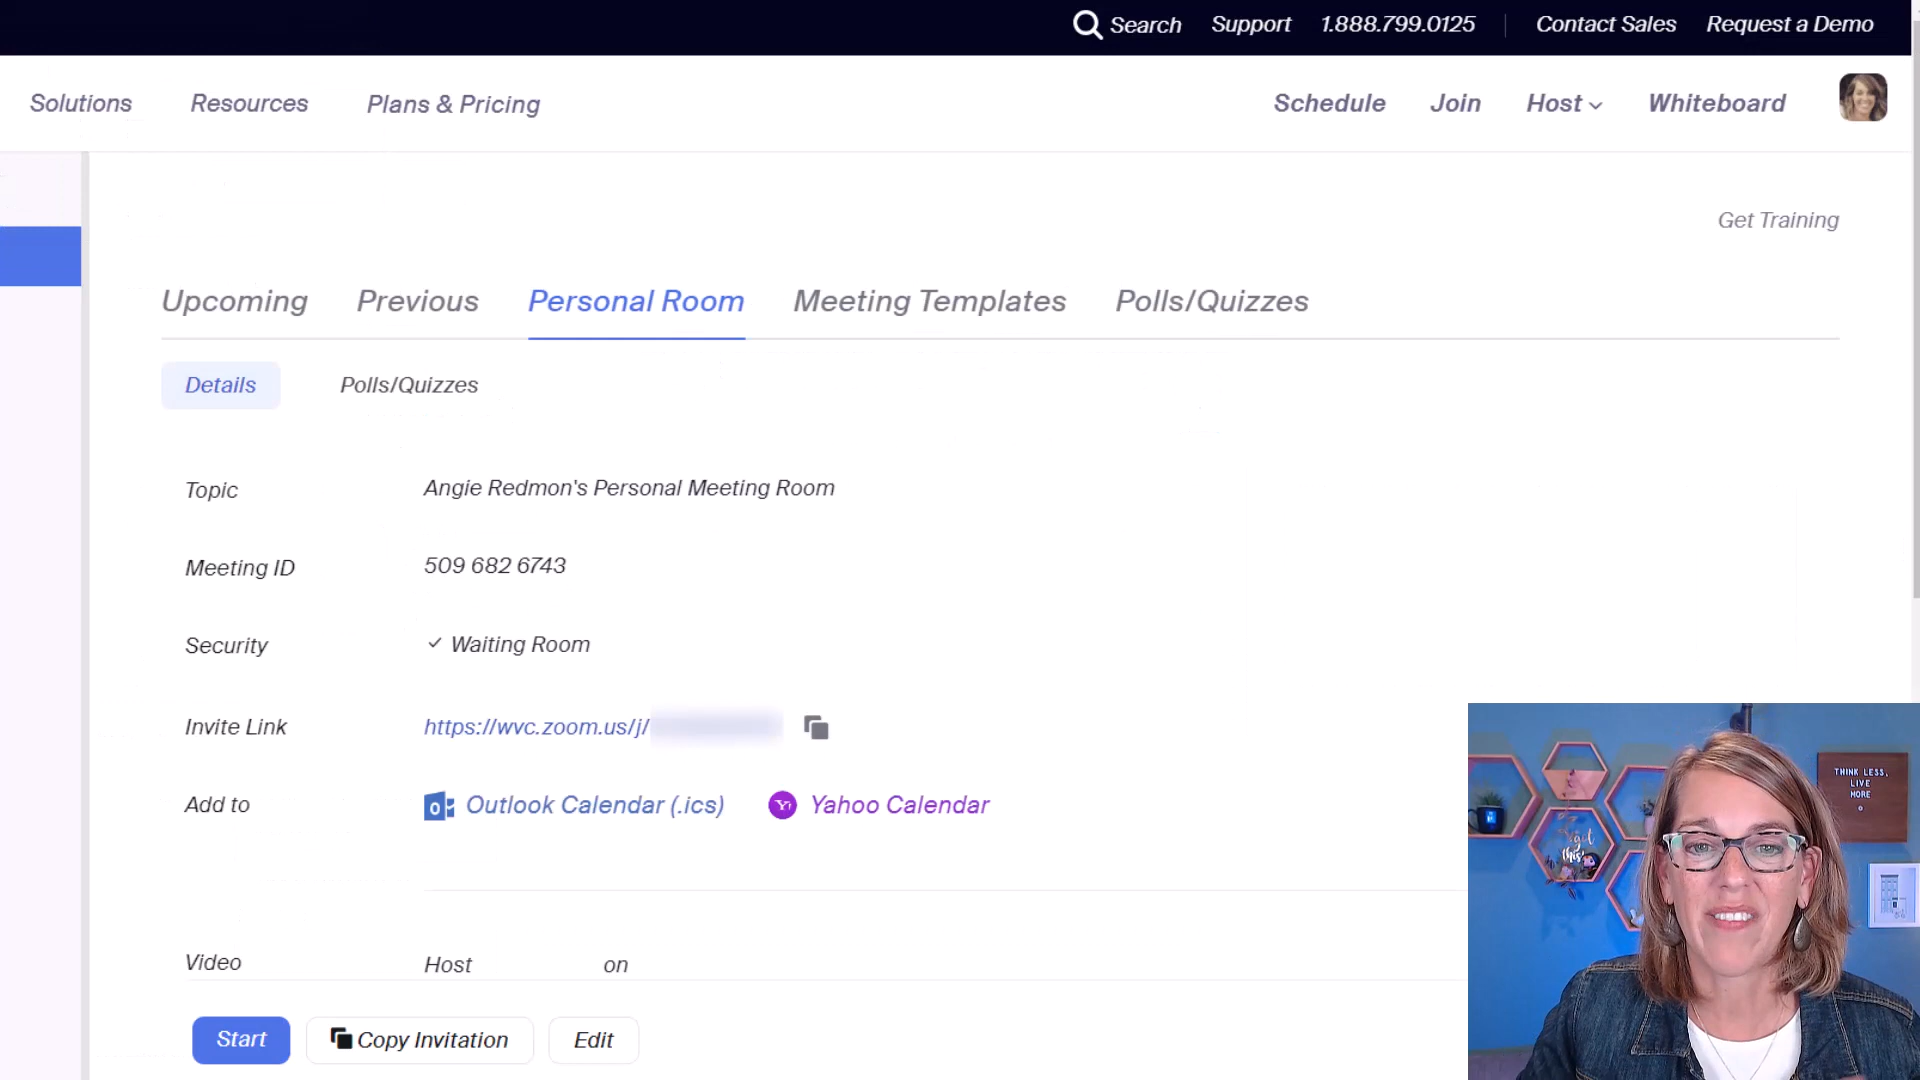 Search Support 1.888.799.0125 Contact Sales Request a Demo
Solutions Resources Plans & Pricing Schedule Join Host Whiteboard
Get Training
Upcoming Previous Personal Room Meeting Templates Polls/Quizzes
Details Polls/Quizzes
Topic Angie Redmon's Personal Meeting Room
Meeting ID 509 682 6743
Security Waiting Room
Invite Link https://wvc.zoom.us/j/
Add to Outlook Calendar (.ics) Yahoo Calendar
Video Host on
Start Copy Invitation Edit
THINK LESS,
LIVE
MORE
this